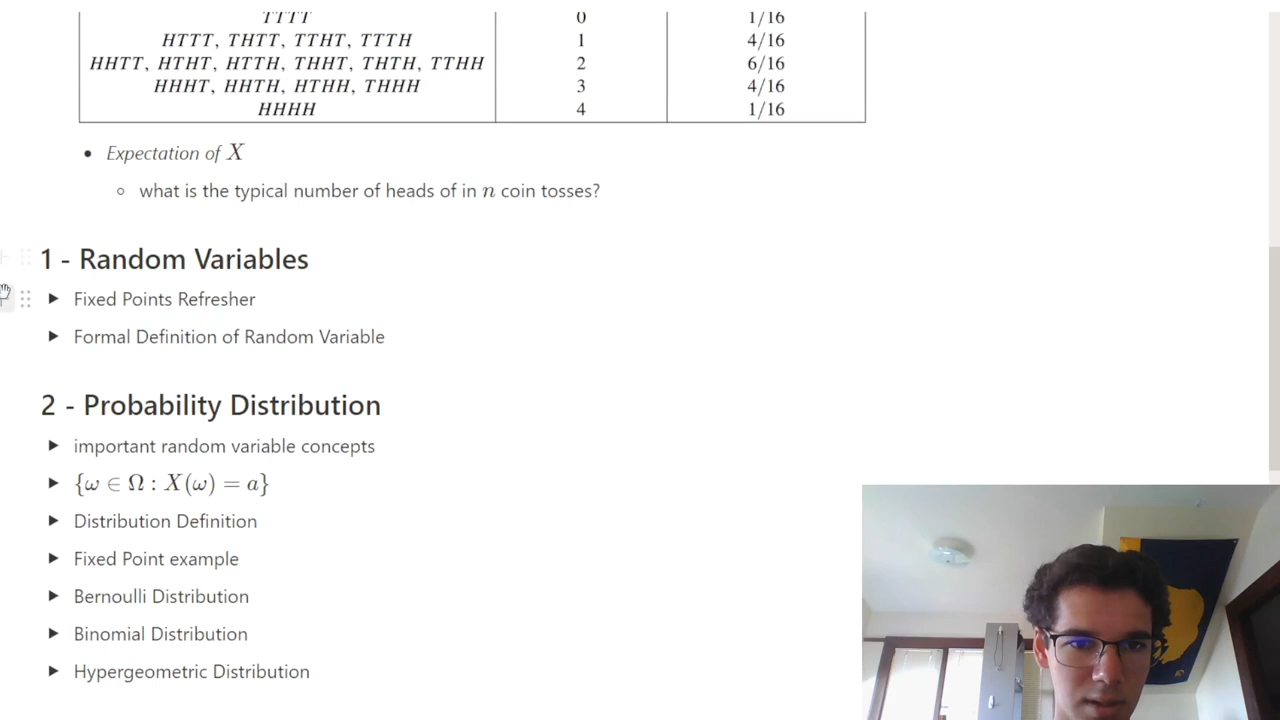 TTTT 0 1/16
HTTT, THTT, TTHT, TTTH 1 4/16
HHTT, HTHT, HTTH, THHT, THTH, TTHH 2 6/16
HHHT, HHTH, HTHH, THHH 3 4/16
HHHH 4 1/16
Expectation of X
what is the typical number of heads of in n coin tosses?
1 - Random Variables
Fixed Points Refresher
Formal Definition of Random Variable
2 - Probability Distribution
important random variable concepts
{ω ∈ Ω : X(ω) = a}
Distribution Definition
Fixed Point example
Bernoulli Distribution
Binomial Distribution
Hypergeometric Distribution